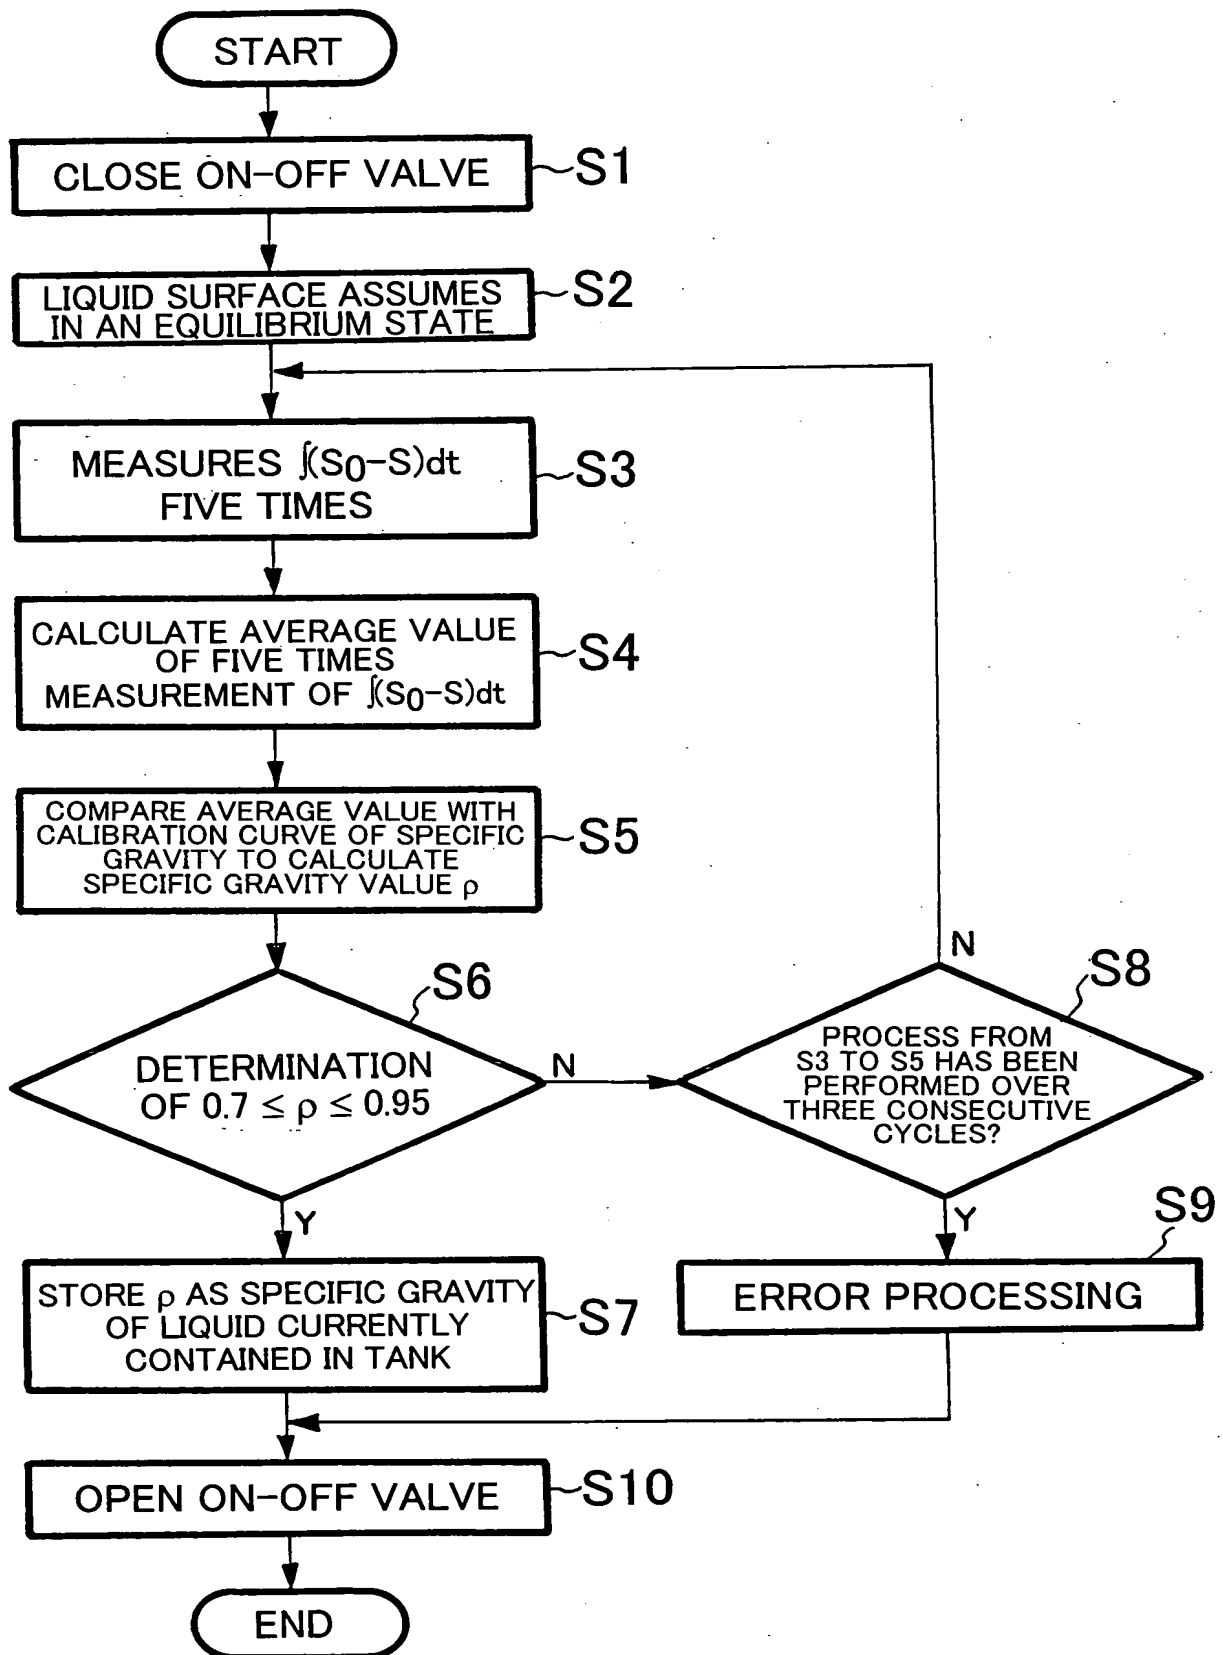 START
CLOSE ON-OFF VALVE
S1
LIQUID SURFACE ASSUMES
IN AN EQUILIBRIUM STATE
S2
MEASURES ∫(S0-S)dt
FIVE TIMES
S3
CALCULATE AVERAGE VALUE
OF FIVE TIMES
MEASUREMENT OF ∫(S0-S)dt
S4
COMPARE AVERAGE VALUE WITH
CALIBRATION CURVE OF SPECIFIC
GRAVITY TO CALCULATE
SPECIFIC GRAVITY VALUE ρ
S5
S6
DETERMINATION
OF 0.7 ≤ ρ ≤ 0.95
N
Y
S8
N
PROCESS FROM
S3 TO S5 HAS BEEN
PERFORMED OVER
THREE CONSECUTIVE
CYCLES?
Y
STORE ρ AS SPECIFIC GRAVITY
OF LIQUID CURRENTLY
CONTAINED IN TANK
S7
S9
ERROR PROCESSING
OPEN ON-OFF VALVE
S10
END